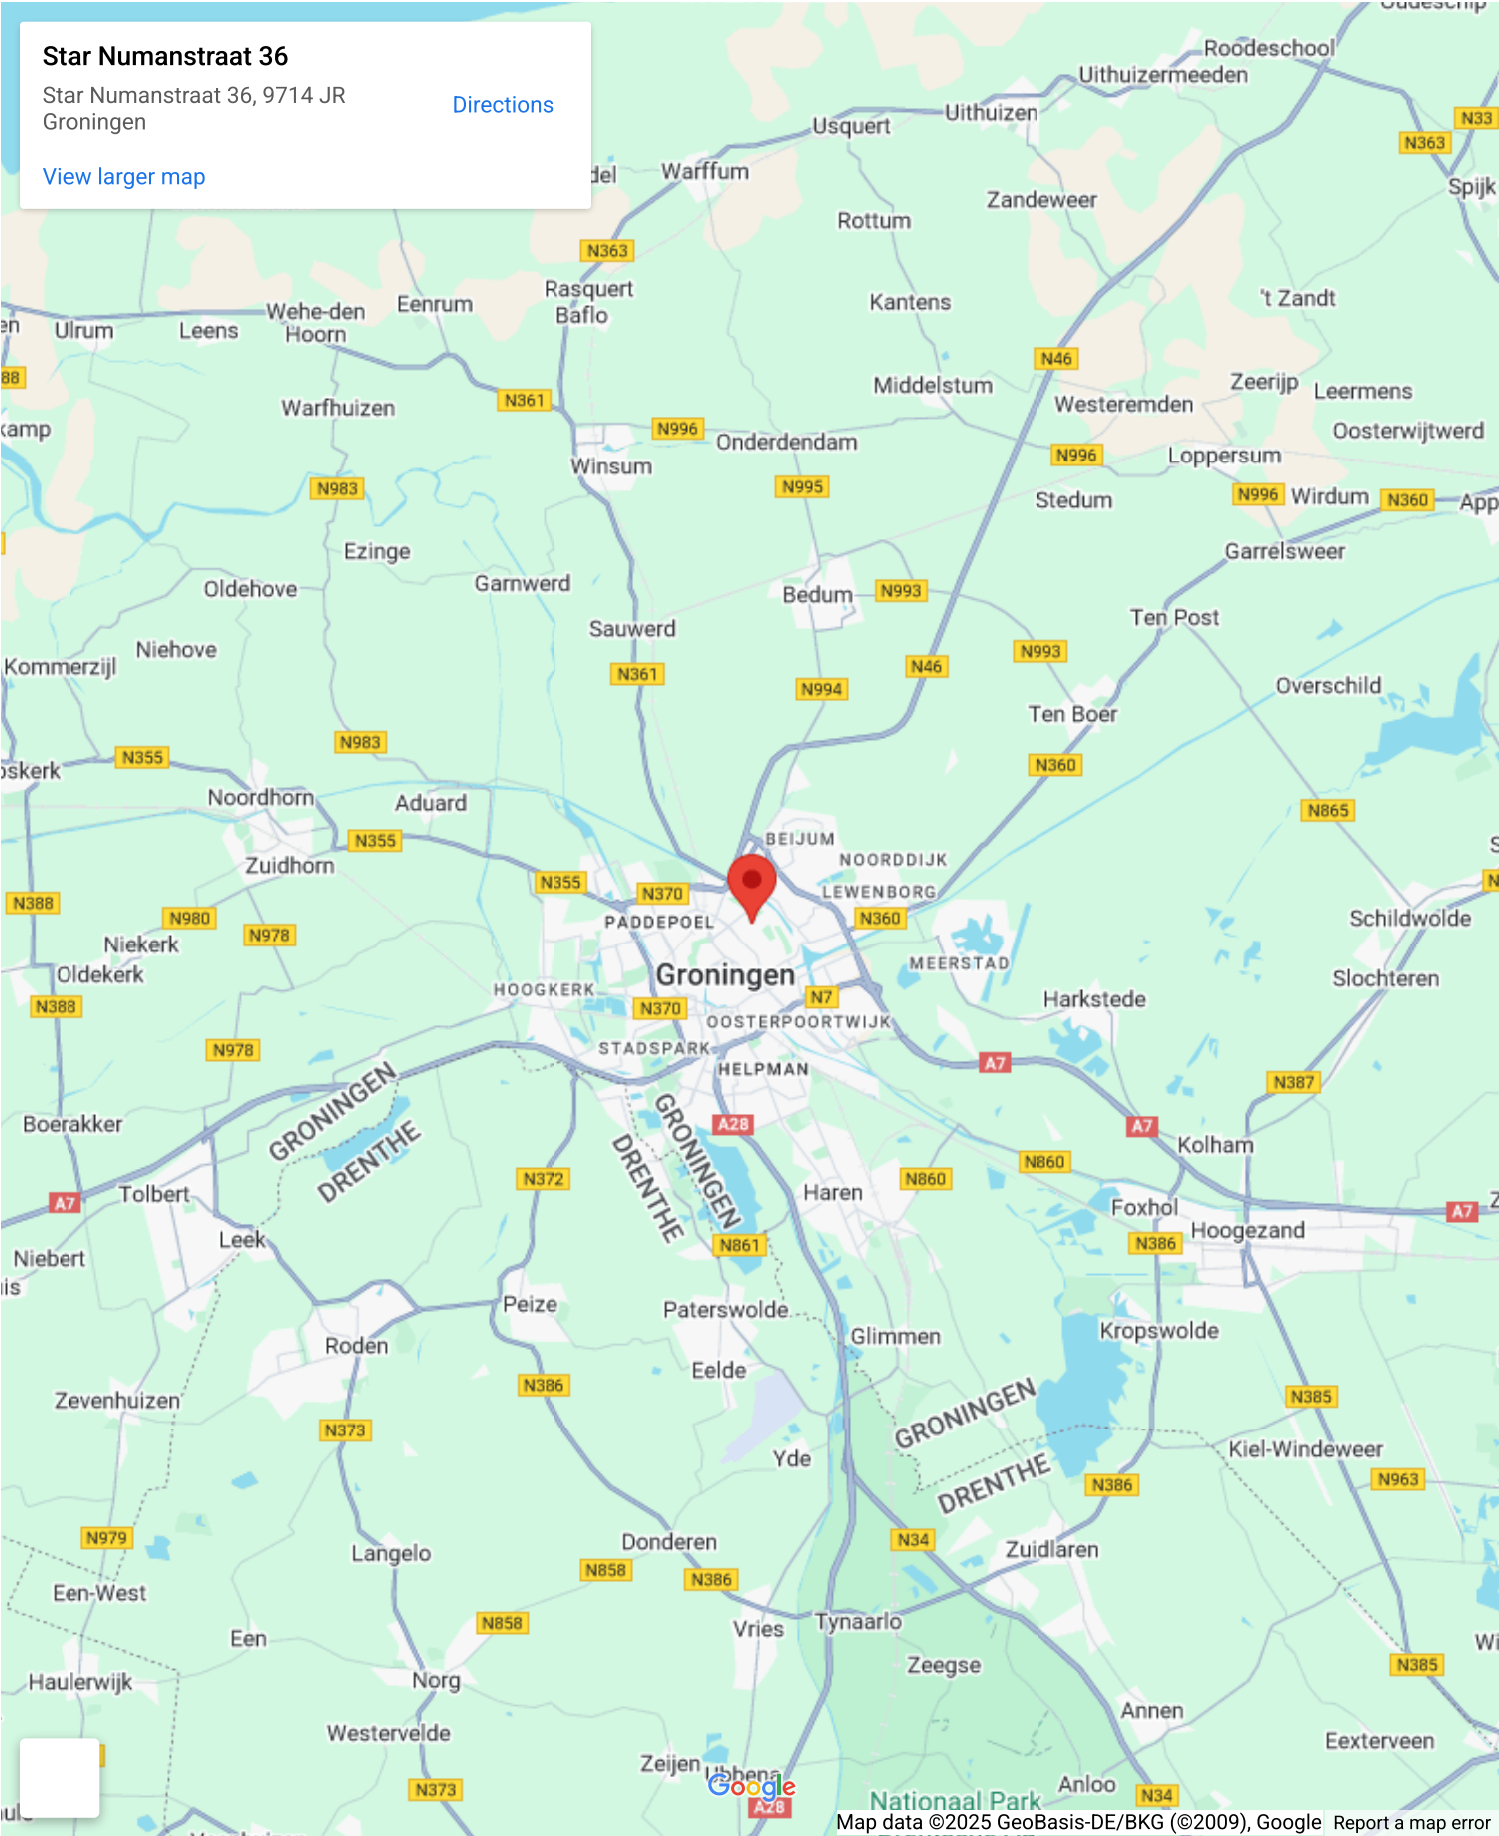 Star Numanstraat 36
Star Numanstraat 36, 9714 JR
Groningen
Directions
View larger map
Roodeschool
Uithuizermeeden
Uithuizen
Usquert
N33
N363
Warffum
Spijk
Zandeweer
Rottum
N363
Rasquert
Baflo
Kantens
't Zandt
Wehe-den
Hoorn
Eenrum
Ulrum
Leens
N46
88
Middelstum
Zeerijp
Leermens
Westeremden
Warfhuizen
N361
N996
Onderdendam
Oosterwijtwerd
N996
Loppersum
Winsum
N983
N995
Stedum
N996
Wirdum
N360
App
Ezinge
Garrelsweer
Oldehove
Garnwerd
Bedum
N993
Ten Post
Sauwerd
Niehove
N993
Kommerzijl
N361
N46
N994
Overschild
Ten Boer
N983
N355
N360
oskerk
Noordhorn
Aduard
N865
N355
BEIJUM
Zuidhorn
NOORDDIJK
N355
N370
LEWENBORG
N388
N980
N978
PADDEPOEL
N360
Schildwolde
Niekerk
Oldekerk
Groningen
MEERSTAD
Slochteren
HOOGKERK
N7
Harkstede
N388
N370
OOSTERPOORTWIJK
N978
STADSPARK
HELPMAN
A7
N387
GRONINGEN
DRENTHE
GRONINGEN
DRENTHE
Boerakker
A28
A7
Kolham
N372
N860
N860
Tolbert
Haren
A7
Foxhol
A7
Leek
N861
N386
Hoogezand
Niebert
Peize
Paterswolde
Kropswolde
Roden
Glimmen
Eelde
N386
Zevenhuizen
GRONINGEN
DRENTHE
N385
N373
Yde
Kiel-Windeweer
N386
N963
N979
Donderen
N34
Langelo
Zuidlaren
N858
N386
Een-West
N858
Vries
Tynaarlo
Een
N385
Zeegse
Haulerwijk
Norg
Annen
Westervelde
Eexterveen
Zeijen
Ubbena
Google
N373
Anloo
N34
A28
Nationaal Park
Map data ©2025 GeoBasis-DE/BKG (©2009), Google
Report a map error